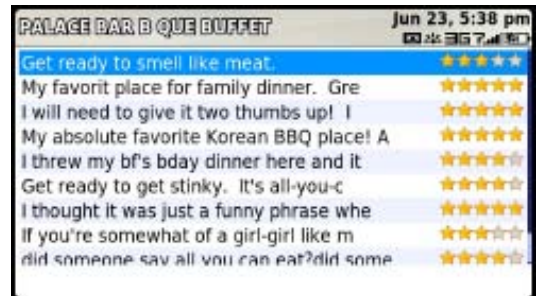 PALACE BAR B QUE BUFFET
Jun 23, 5:38 pm
3G
Get ready to smell like meat.
My favorit place for family dinner. Gre
I will need to give it two thumbs up! I
My absolute favorite Korean BBQ place! A
I threw my bf's bday dinner here and it
Get ready to get stinky. It's all-you-c
I thought it was just a funny phrase whe
If you're somewhat of a girl-girl like m
did someone say all you can eat?did some